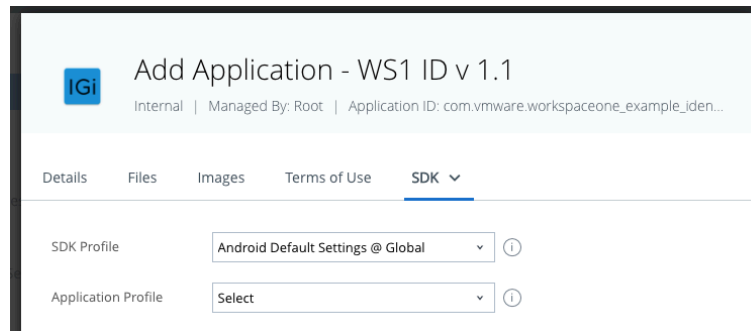 IGi
Add Application - WS1 ID v 1.1
Internal | Managed By: Root | Application ID: com.vmware.workspaceone_example_iden...
Details Files Images Terms of Use SDK
SDK Profile Android Default Settings @ Global
Application Profile Select